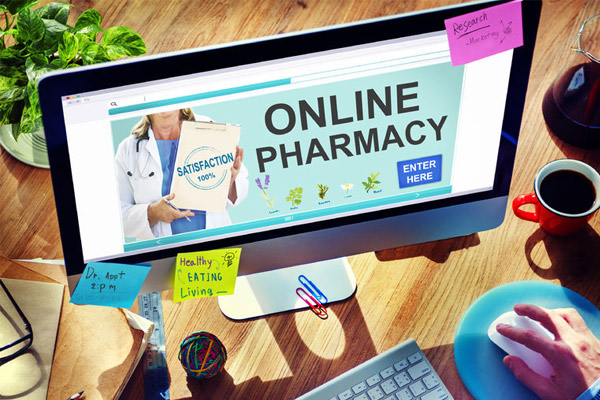 Research
-Marketing
ONLINE
PHARMACY
SATISFACTION
100%
ENTER
HERE
Dr. Appt
2:pm
Healthy
EATING
Living